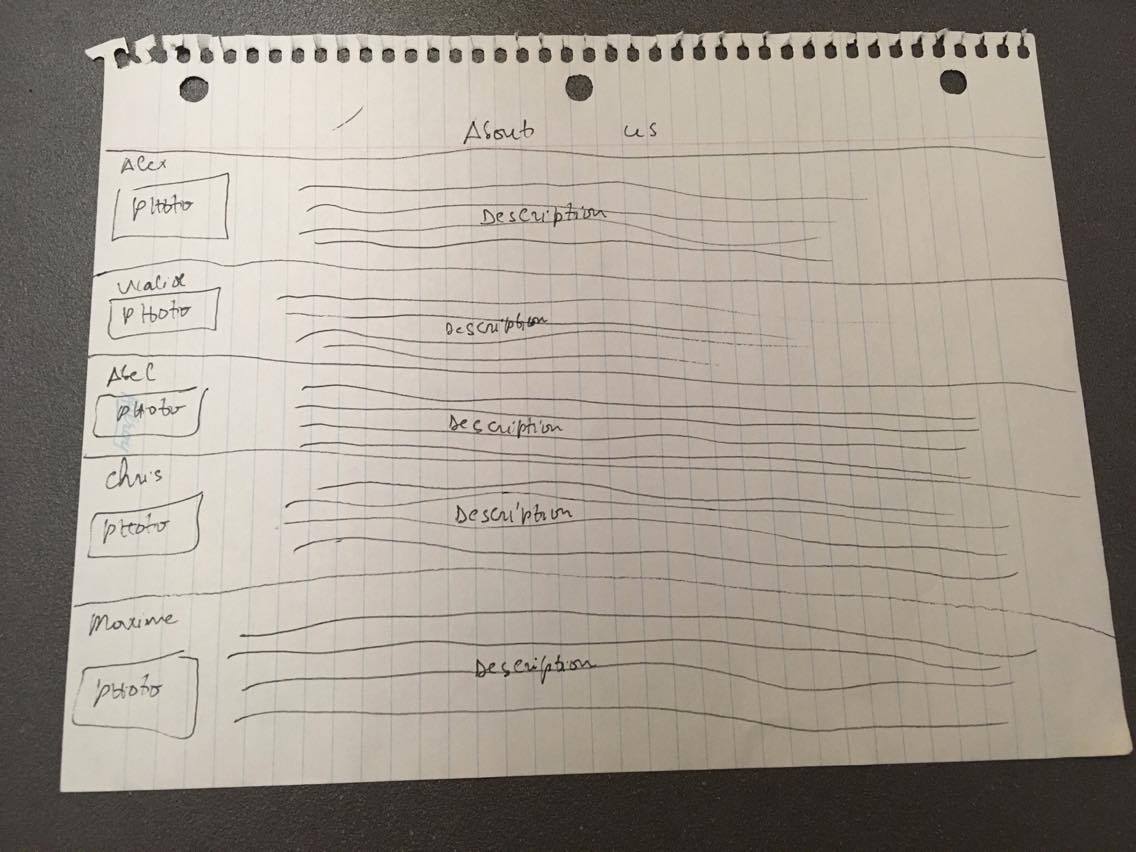 About us
Alex
PHoto
Description
Walid
PHoto
Description
Abel
PHoto
Description
Chris
PHoto
Description
Maxime
PHoto
Description